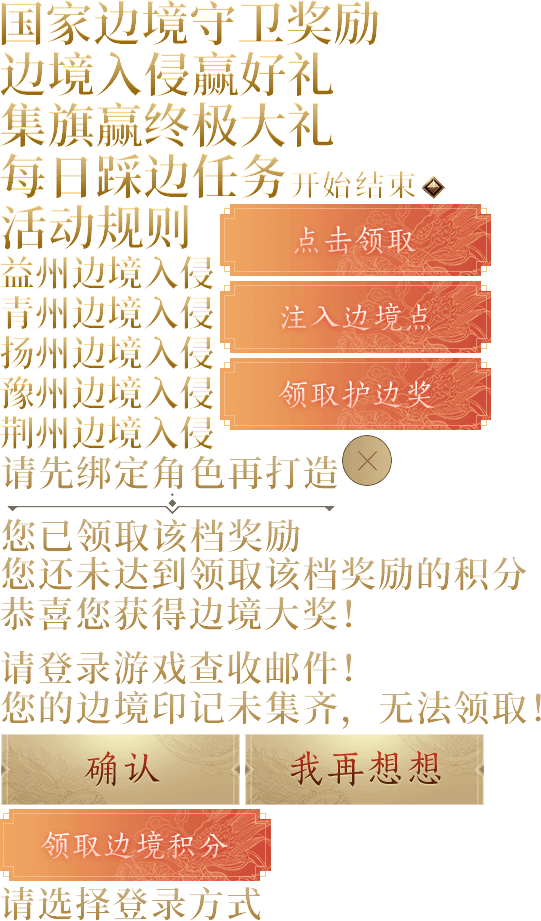 国家边境守卫奖励
边境入侵赢好礼
集旗赢终极大礼
每日踩边任务
开始结束
活动规则
点击领取
益州边境入侵
青州边境入侵
注入边境点
扬州边境入侵
豫州边境入侵
领取护边奖
荆州边境入侵
请先绑定角色再打造
您已领取该档奖励
您还未达到领取该档奖励的积分
恭喜您获得边境大奖！
请登录游戏查收邮件！
您的边境印记未集齐，无法领取！
确认
我再想想
领取边境积分
请选择登录方式